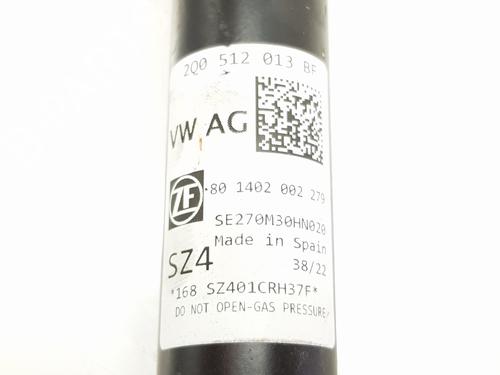 2Q0 512 013 BF
VW AG
ZF
80 1402 002 279
SE270M30HN020
Made in Spain
SZ4
38/22
*168 SZ401CRH37F*
DO NOT OPEN-GAS PRESSURE/